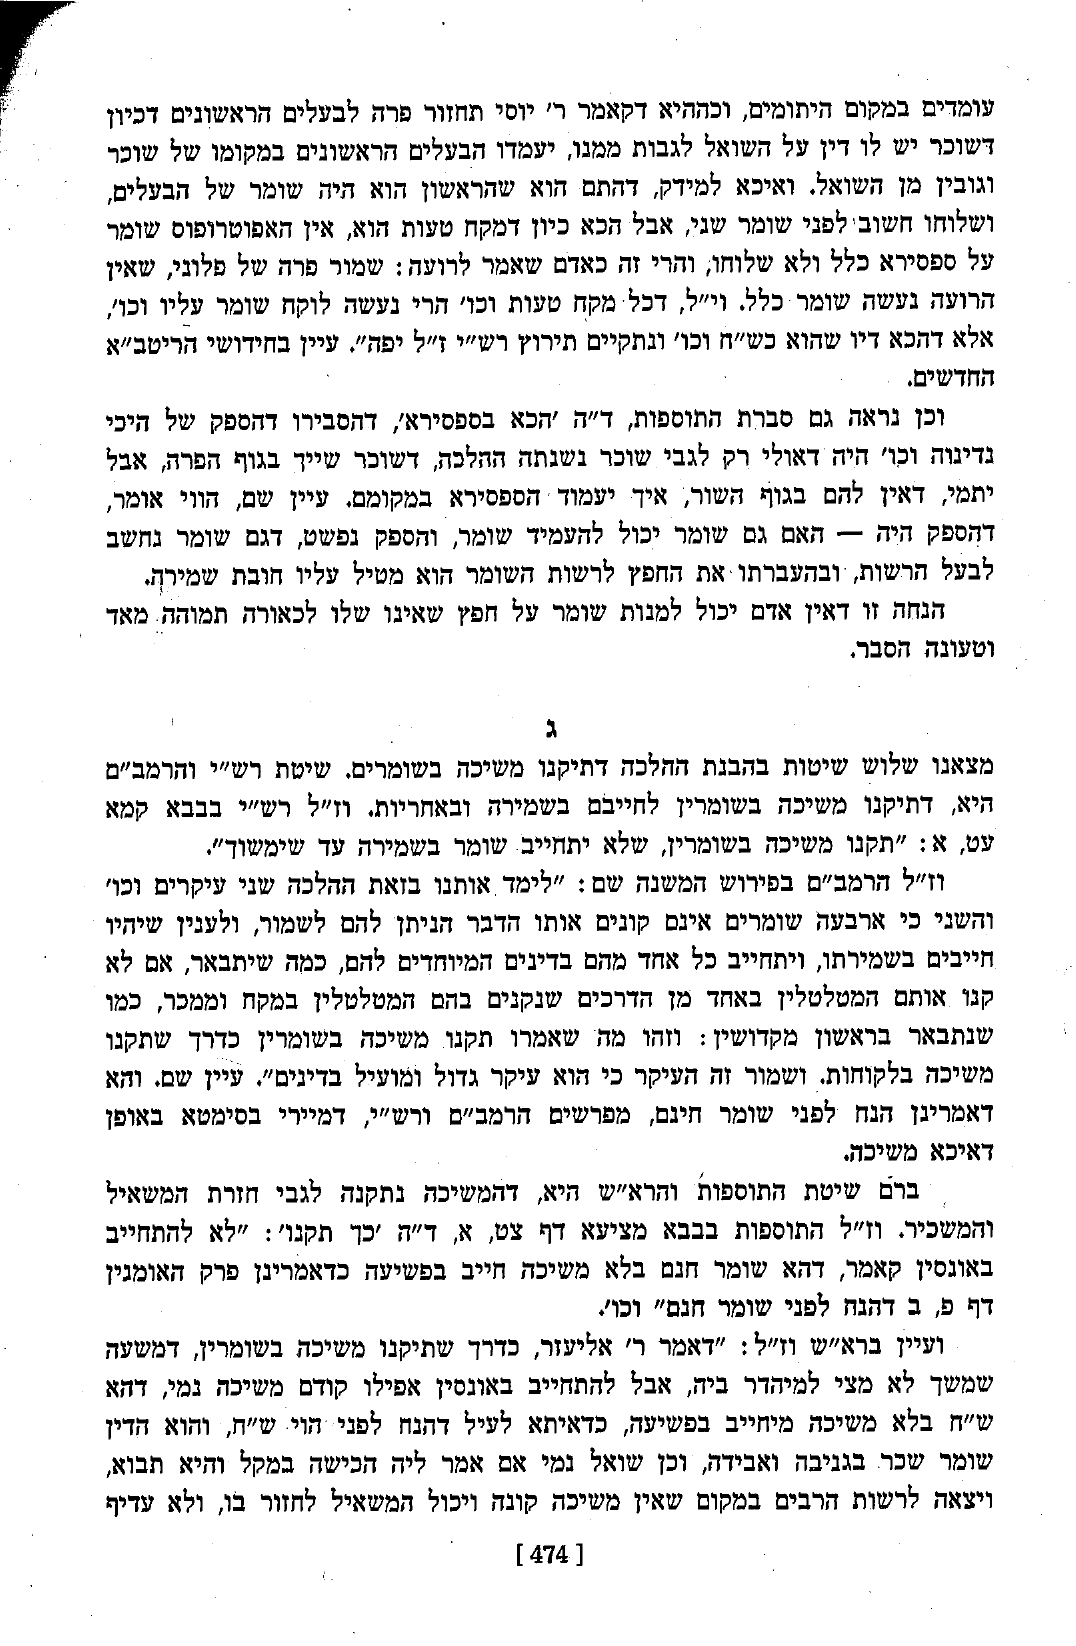 עומדים במקום היתומים, וכההיא דקאמר ר׳ יוסי תחזור פרה לבעלים הראשונים דכיון
דשוכר יש לו דין על השואל לגבות ממנו, יעמדו הבעלים הראשונים במקומו של שוכר
וגובין מן השואל. ואיכא למידק, דהתם הוא שהראשון הוא היה שומר של הבעלים,
ושלוחו חשוב לפני שומר שני, אבל הכא כיון דמקח טעות הוא, אין האפוטרופוס שומר
על ספסירא כלל ולא שלוחו, והרי זה כאדם שאמר לרועה: שמור פרה של פלוני, שאין
הרועה נעשה שומר כלל. וי״ל, דכל מקח טעות וכו׳ הרי נעשה לוקח שומר עליו וכו׳,
אלא דהכא דיו שהוא כש״ח וכו׳ ונתקיים תירוץ רש״י ז״ל יפה״. עיין בחידושי הריטב״א
החדשים.
וכן נראה גם סברת התוספות, ד״ה ׳הכא בספסירא׳, דהסבירו דהספק של היכי
נדינוה וכו׳ היה דאולי רק לגבי שוכר נשנתה ההלכה, דשוכר שייך בגוף הפרה, אבל
יתמי, דאין להם בגוף השור, איך יעמוד הספסירא במקומם. עיין שם, הווי אומר,
דהספק היה — האם גם שומר יכול להעמיד שומר, והספק נפשט, דגם שומר נחשב
לבעל הרשות, ובהעברתו את החפץ לרשות השומר הוא מטיל עליו חובת שמירה.
הנחה זו דאין אדם יכול למנות שומר על חפץ שאינו שלו לכאורה תמוהה מאד
וטעונה הסבר.
ג
מצאנו שלוש שיטות בהבנת ההלכה דתיקנו משיכה בשומרים. שיטת רש״י והרמב״ם
היא, דתיקנו משיכה בשומרין לחייבם בשמירה ובאחריות. וז״ל רש״י בבבא קמא
עט, א: ״תקנו משיכה בשומרין, שלא יתחייב שומר בשמירה עד שימשוך״.
וז״ל הרמב״ם בפירוש המשנה שם: ״לימד אותנו בזאת ההלכה שני עיקרים וכו׳
והשני כי ארבעה שומרים אינם קונים אותו הדבר הניתן להם לשמור, ולענין שיהיו
חייבים בשמירתו, ויתחייב כל אחד מהם בדינים המיוחדים להם, כמה שיתבאר, אם לא
קנו אותם המטלטלין באחד מן הדרכים שנקנים בהם המטלטלין במקח וממכר, כמו
שנתבאר בראשון מקדושין: וזהו מה שאמרו תקנו משיכה בשומרין כדרך שתקנו
משיכה בלקוחות. ושמור זה העיקר כי הוא עיקר גדול ומועיל בדינים״. עיין שם. והא
דאמרינן הנח לפני שומר חינם, מפרשים הרמב״ם ורש״י, דמיירי בסימטא באופן
דאיכא משיכה.
ברם שיטת התוספות והרא״ש היא, דהמשיכה נתקנה לגבי חזרת המשאיל
והמשכיר. וז״ל התוספות בבבא מציעא דף צט, א, ד״ה ׳כך תקנו׳: ״לא להתחייב
באונסין קאמר, דהא שומר חנם בלא משיכה חייב בפשיעה כדאמרינן פרק האומנין
דף פ, ב דהנח לפני שומר חנם״ וכו׳.
ועיין ברא״ש וז״ל: ״דאמר ר׳ אליעזר, כדרך שתיקנו משיכה בשומרין, דמשעה
שמשך לא מצי למיהדר ביה, אבל להתחייב באונסין אפילו קודם משיכה נמי, דהא
ש״ח בלא משיכה מיחייב בפשיעה, כדאיתא לעיל דהנח לפני הוי ש״ח, והוא הדין
שומר שכר בגניבה ואבידה, וכן שואל נמי אם אמר ליה הכישה במקל והיא תבוא,
ויצאה לרשות הרבים במקום שאין משיכה קונה ויכול המשאיל לחזור בו, ולא עדיף
[ 474 ]